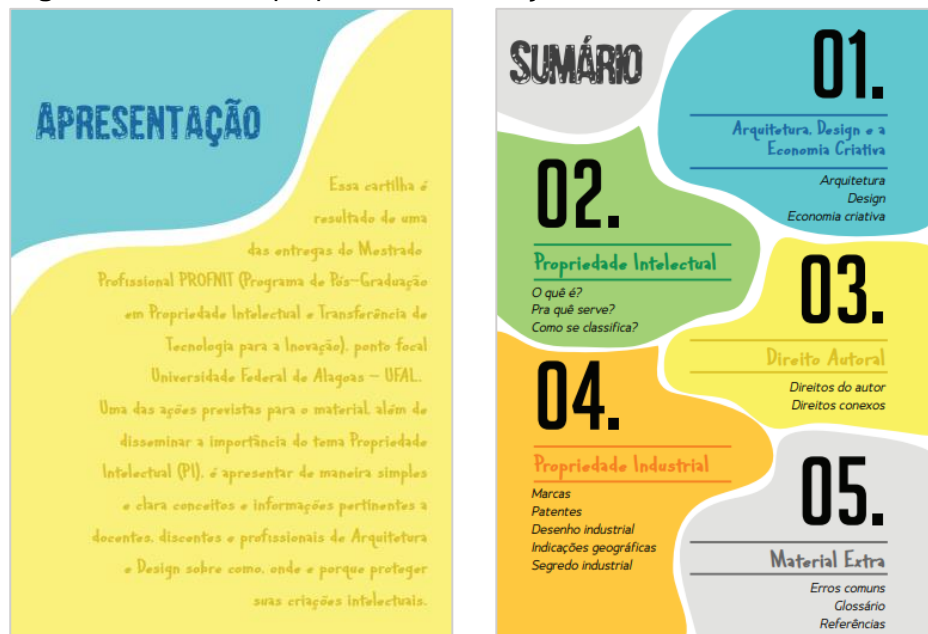 APRESENTAÇÃO
Essa cartilha é
resultado de uma
das entregas do Mestrado
Profissional PROFNIT (Programa de Pós-Graduação
em Propriedade Intelectual e Transferência de
Tecnologia para a Inovação), ponto focal
Universidade Federal de Alagoas – UFAL.
Uma das ações previstas para o material, além de
disseminar a importância do tema Propriedade
Intelectual (PI), é apresentar de maneira simples
e clara conceitos e informações pertinentes a
docentes, discentes e profissionais de Arquitetura
e Design sobre como, onde e porque proteger
suas criações intelectuais.
SUMÁRIO
01.
Arquitetura, Design e a
Economia Criativa
Arquitetura
Design
Economia criativa
02.
Propriedade Intelectual
O quê é?
Pra quê serve?
Como se classifica?
03.
Direito Autoral
Direitos do autor
Direitos conexos
04.
Propriedade Industrial
Marcas
Patentes
Desenho industrial
Indicações geográficas
Segredo industrial
05.
Material Extra
Erros comuns
Glossário
Referências